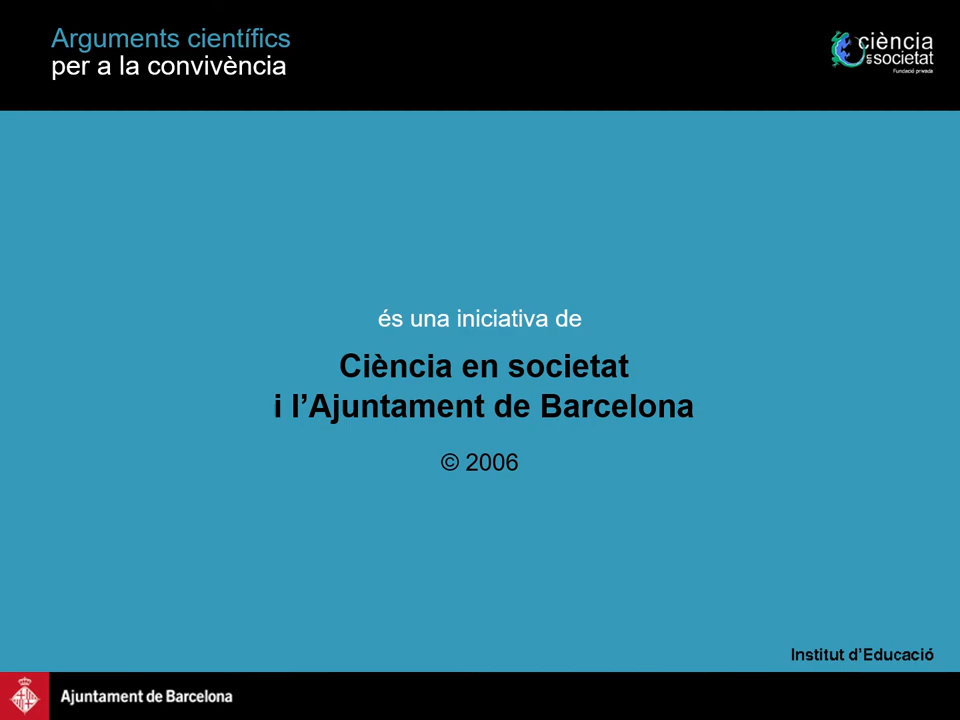 Arguments científics
per a la convivència
ciència
en societat
Fundació privada
és una iniciativa de
Ciència en societat
i l’Ajuntament de Barcelona
© 2006
Institut d'Educació
Ajuntament de Barcelona